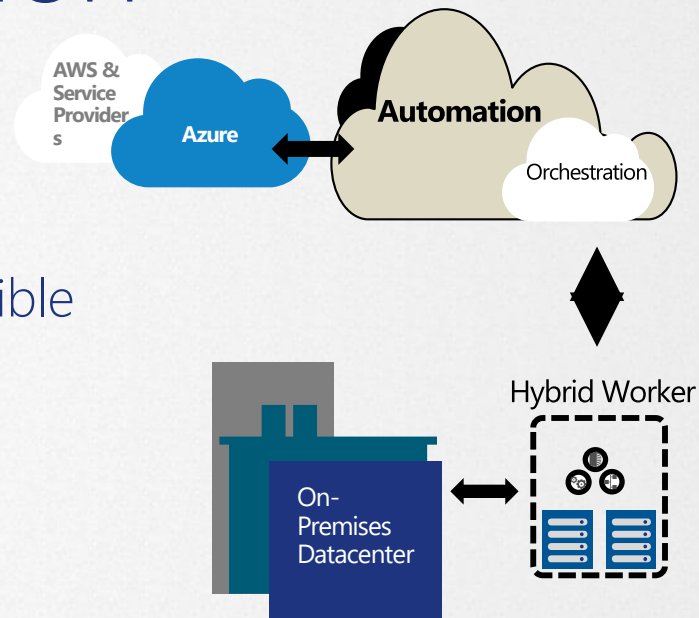 AWS &
Service
Provider
s
Azure
Automation
Orchestration
ible
Hybrid Worker
On-
Premises
Datacenter